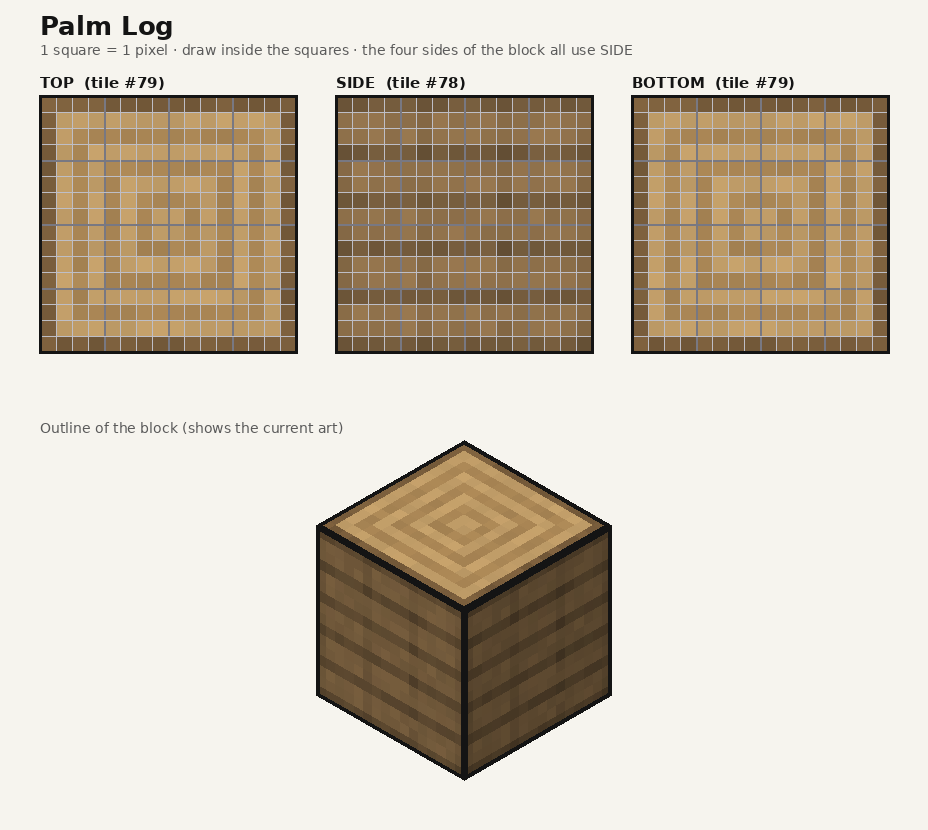 Palm Log
1 square = 1 pixel · draw inside the squares · the four sides of the block all use SIDE
TOP (tile #79)
SIDE (tile #78)
BOTTOM (tile #79)
Outline of the block (shows the current art)